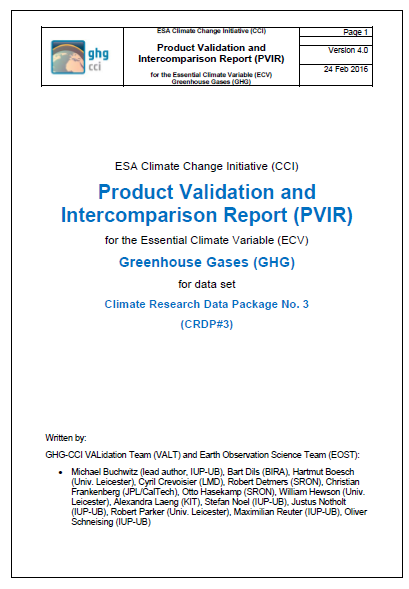 ghg
cci
ESA Climate Change Initiative (CCI)
Product Validation and
Intercomparison Report (PVIR)
for the Essential Climate Variable (ECV)
Greenhouse Gases (GHG)
Page 1
Version 4.0
24 Feb 2016
ESA Climate Change Initiative (CCI)
Product Validation and
Intercomparison Report (PVIR)
for the Essential Climate Variable (ECV)
Greenhouse Gases (GHG)
for data set
Climate Research Data Package No. 3
(CRDP#3)
Written by:
GHG-CCI VALidation Team (VALT) and Earth Observation Science Team (EOST):
• Michael Buchwitz (lead author, IUP-UB), Bart Dils (BIRA), Hartmut Boesch
(Univ. Leicester), Cyril Crevoisier (LMD), Robert Detmers (SRON), Christian
Frankenberg (JPL/CalTech), Otto Hasekamp (SRON), William Hewson (Univ.
Leicester), Alexandra Laeng (KIT), Stefan Noel (IUP-UB), Justus Notholt
(IUP-UB), Robert Parker (Univ. Leicester), Maximilian Reuter (IUP-UB), Oliver
Schneising (IUP-UB)